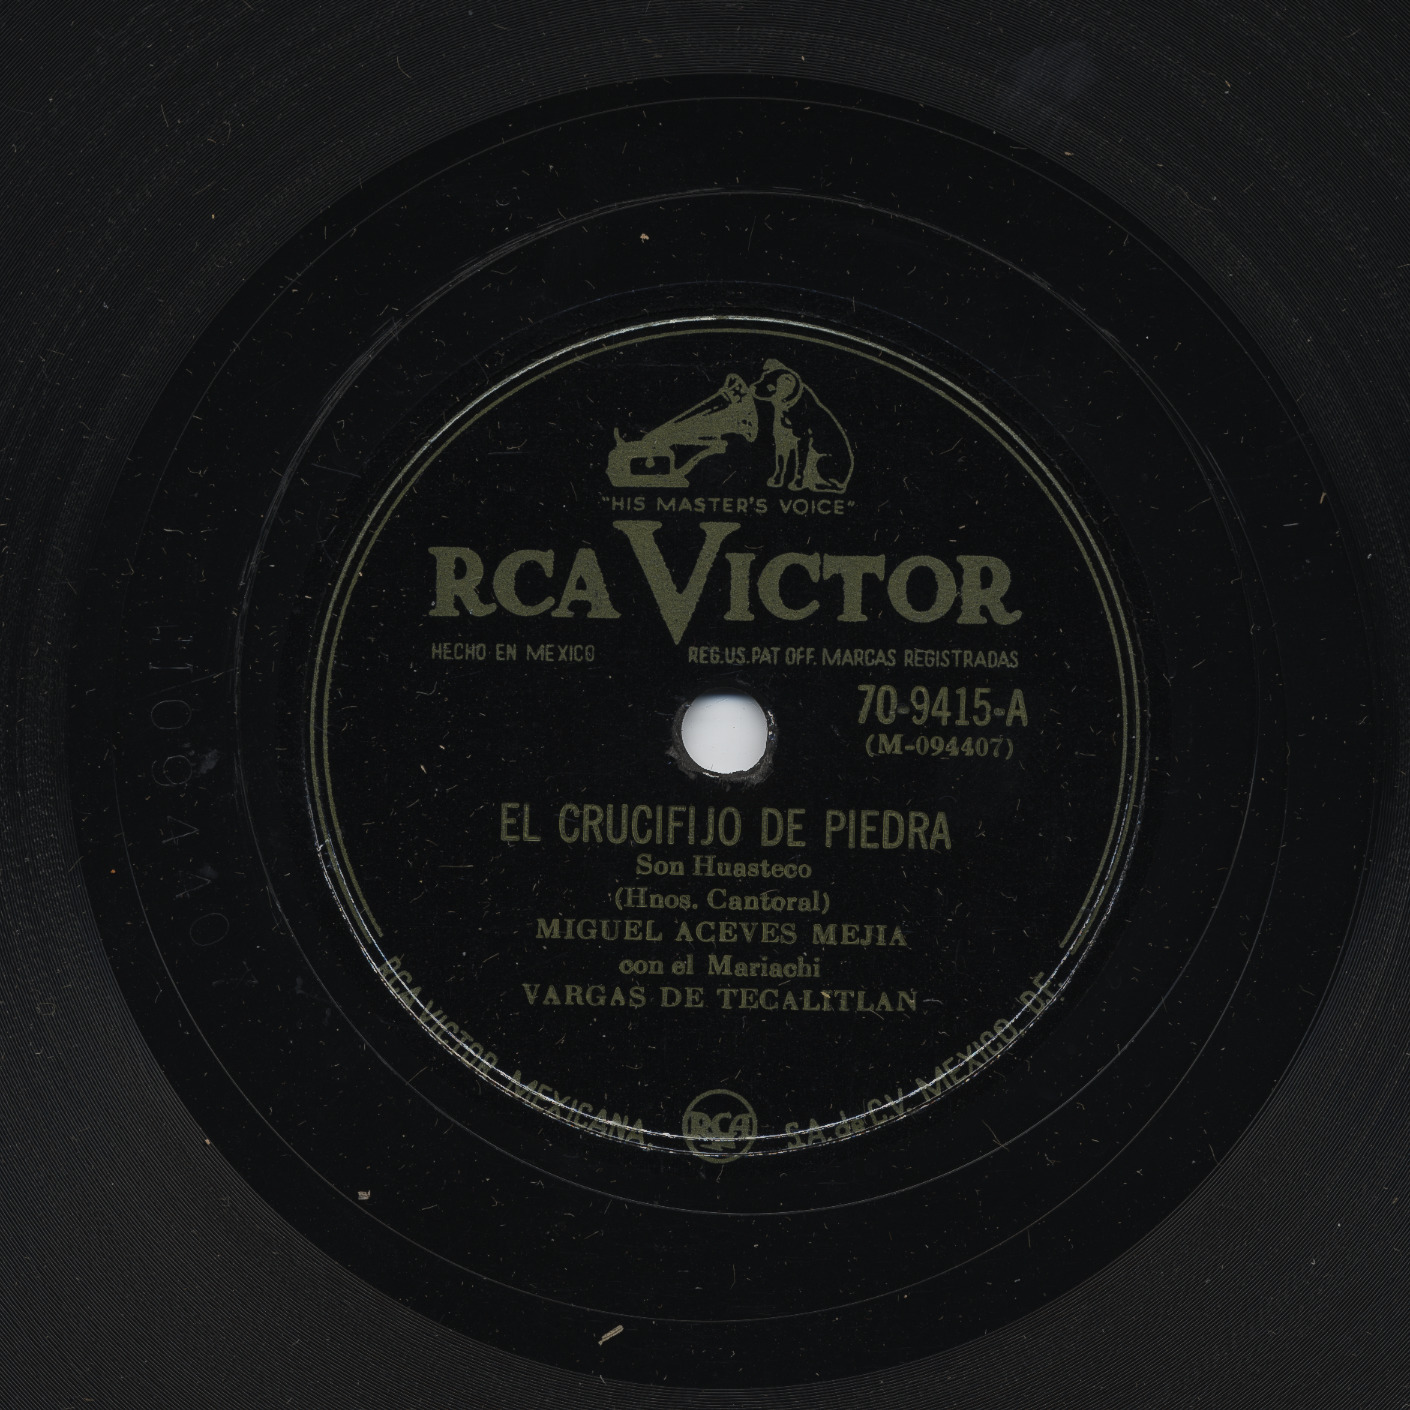 "HIS MASTER'S VOICE"
RCA VICTOR
HECHO EN MEXICO
REG.US.PAT OFF. MARCAS REGISTRADAS
70-9415-A
(M-094407)
EL CRUCIFIJO DE PIEDRA
Son Huasteco
(Hnos. Cantoral)
MIGUEL ACEVES MEJIA
con el Mariachi
VARGAS DE TECALITLAN
RCA VICTOR MEXICANA, S.A. de C.V. MEXICO, D.F.
RCA